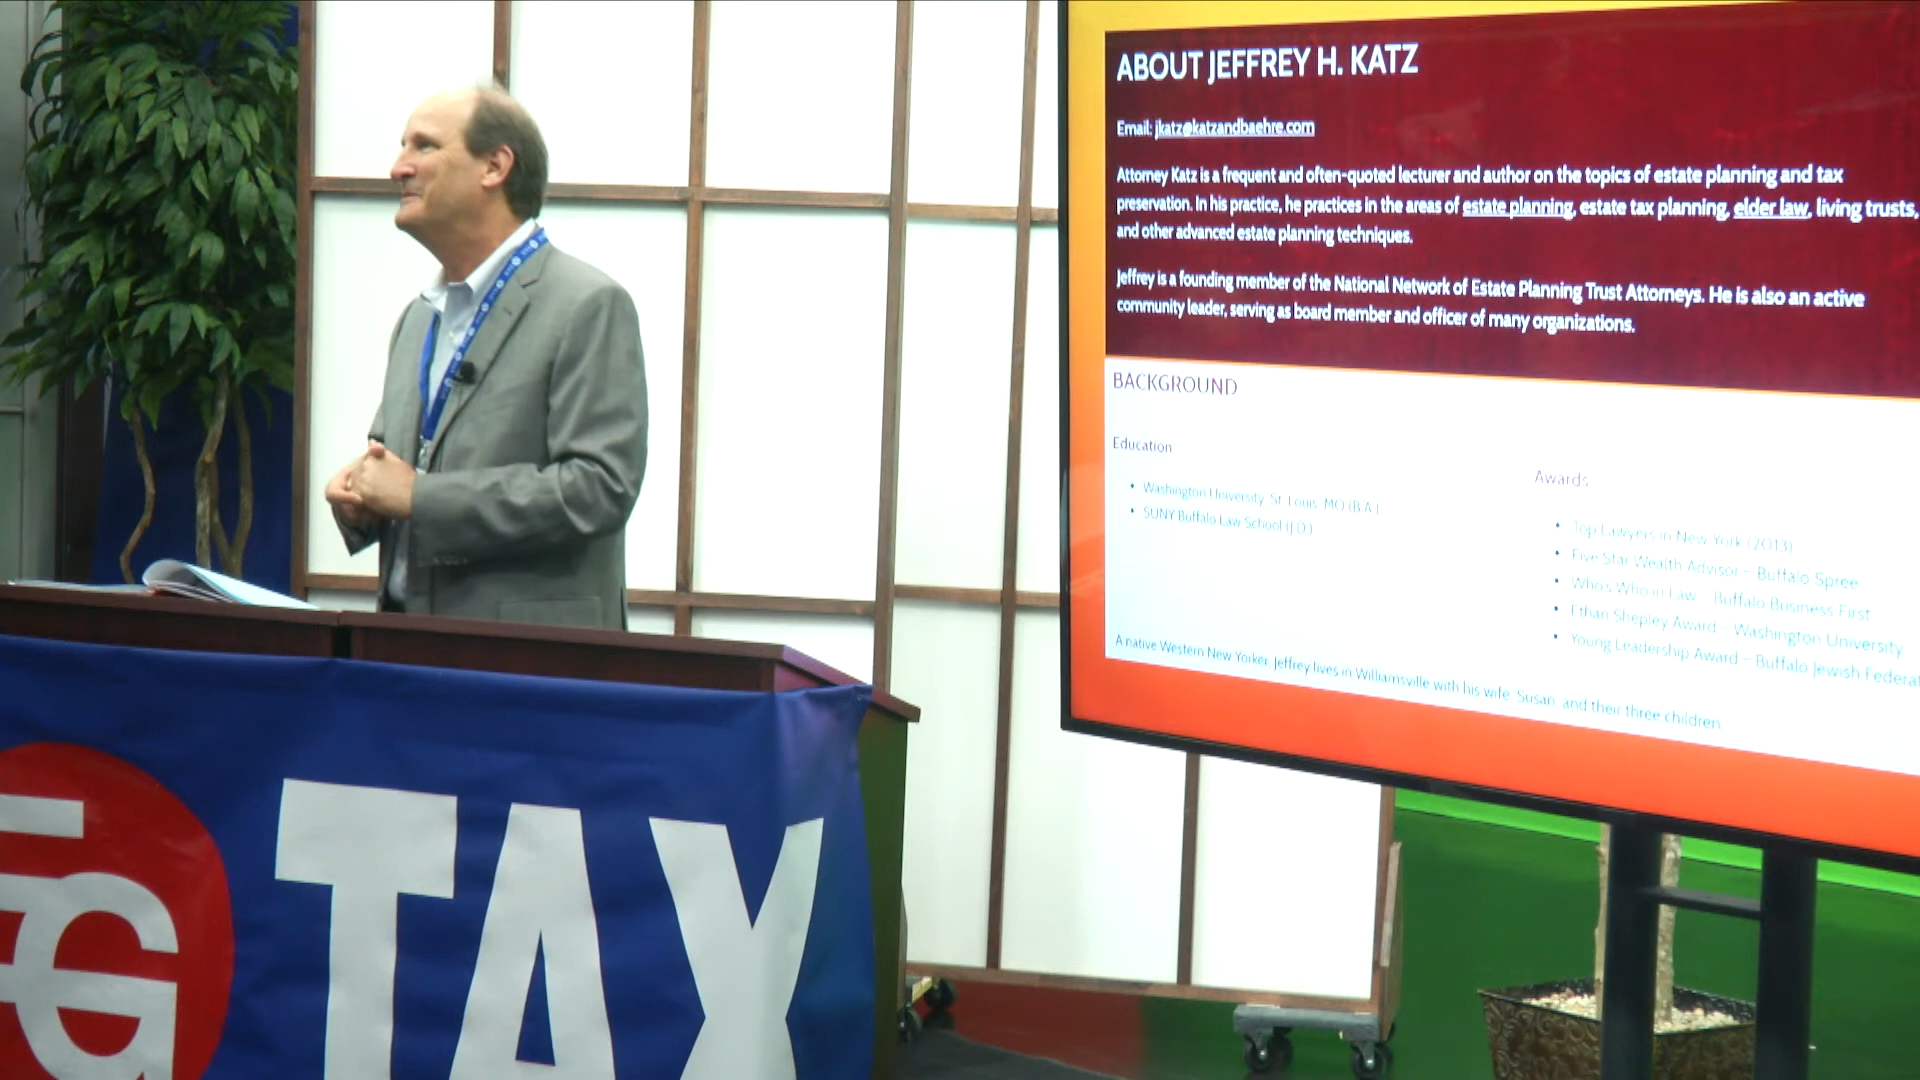 ABOUT JEFFREY H. KATZ
Email: jkatz@katzandbaehre.com
Attorney Katz is a frequent and often-quoted lecturer and author on the topics of estate planning and tax
preservation. In his practice, he practices in the areas of estate planning, estate tax planning, elder law, living trusts,
and other advanced estate planning techniques.
Jeffrey is a founding member of the National Network of Estate Planning Trust Attorneys. He is also an active
community leader, serving as board member and officer of many organizations.
BACKGROUND
Education
• Washington University, St. Louis, MO (B.A.)
• SUNY Buffalo Law School (J.D.)
Awards
• Top Lawyers in New York (2013)
• Five Star Wealth Advisor – Buffalo Spree
• Who's Who in Law – Buffalo Business First
• Ethan Shepley Award – Washington University
• Young Leadership Award – Buffalo Jewish Federat
A native Western New Yorker, Jeffrey lives in Williamsville with his wife, Susan, and their three children.
TAX